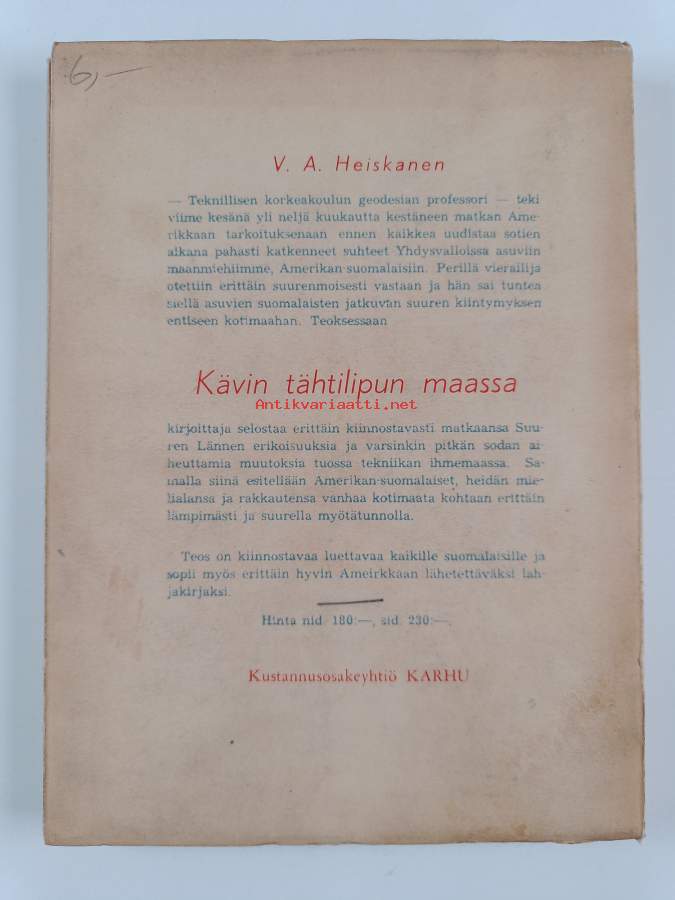 6,—
V. A. Heiskanen
— Teknillisen korkeakoulun geodesian professori — teki
viime kesänä yli neljä kuukautta kestäneen matkan Ame-
rikkaan tarkoituksenaan ennen kaikkea uudistaa sotien
aikana pahasti katkenneet suhteet Yhdysvalloissa asuviin
maanmiehiimme, Amerikan suomalaisiin. Perillä vierailija
otettiin erittäin suurenmoisesti vastaan ja hän sai tuntea
siellä asuvien suomalaisten jatkuvan suuren kiintymyksen
entiseen kotimaahan. Teoksessaan
Kävin tähtilipun maassa
Antikvariaatti.net
kirjoittaja selostaa erittäin kiinnostavasti matkaansa Suu-
ren Lännen erikoisuuksia ja varsinkin pitkän sodan ai-
heuttamia muutoksia tuossa tekniikan ihmemaassa. Sa-
malla siinä esitellään Amerikan-suomalaiset, heidän mie-
lialansa ja rakkautensa vanhaa kotimaata kohtaan erittäin
lämpimästi ja suurella myötätunnolla.
Teos on kiinnostavaa luettavaa kaikille suomalaisille ja
sopii myös erittäin hyvin Ameirkkaan lähetettäväksi lah-
jakirjaksi.
Hinta nid. 180:—, sid. 230:—.
Kustannusosakeyhtiö KARHU